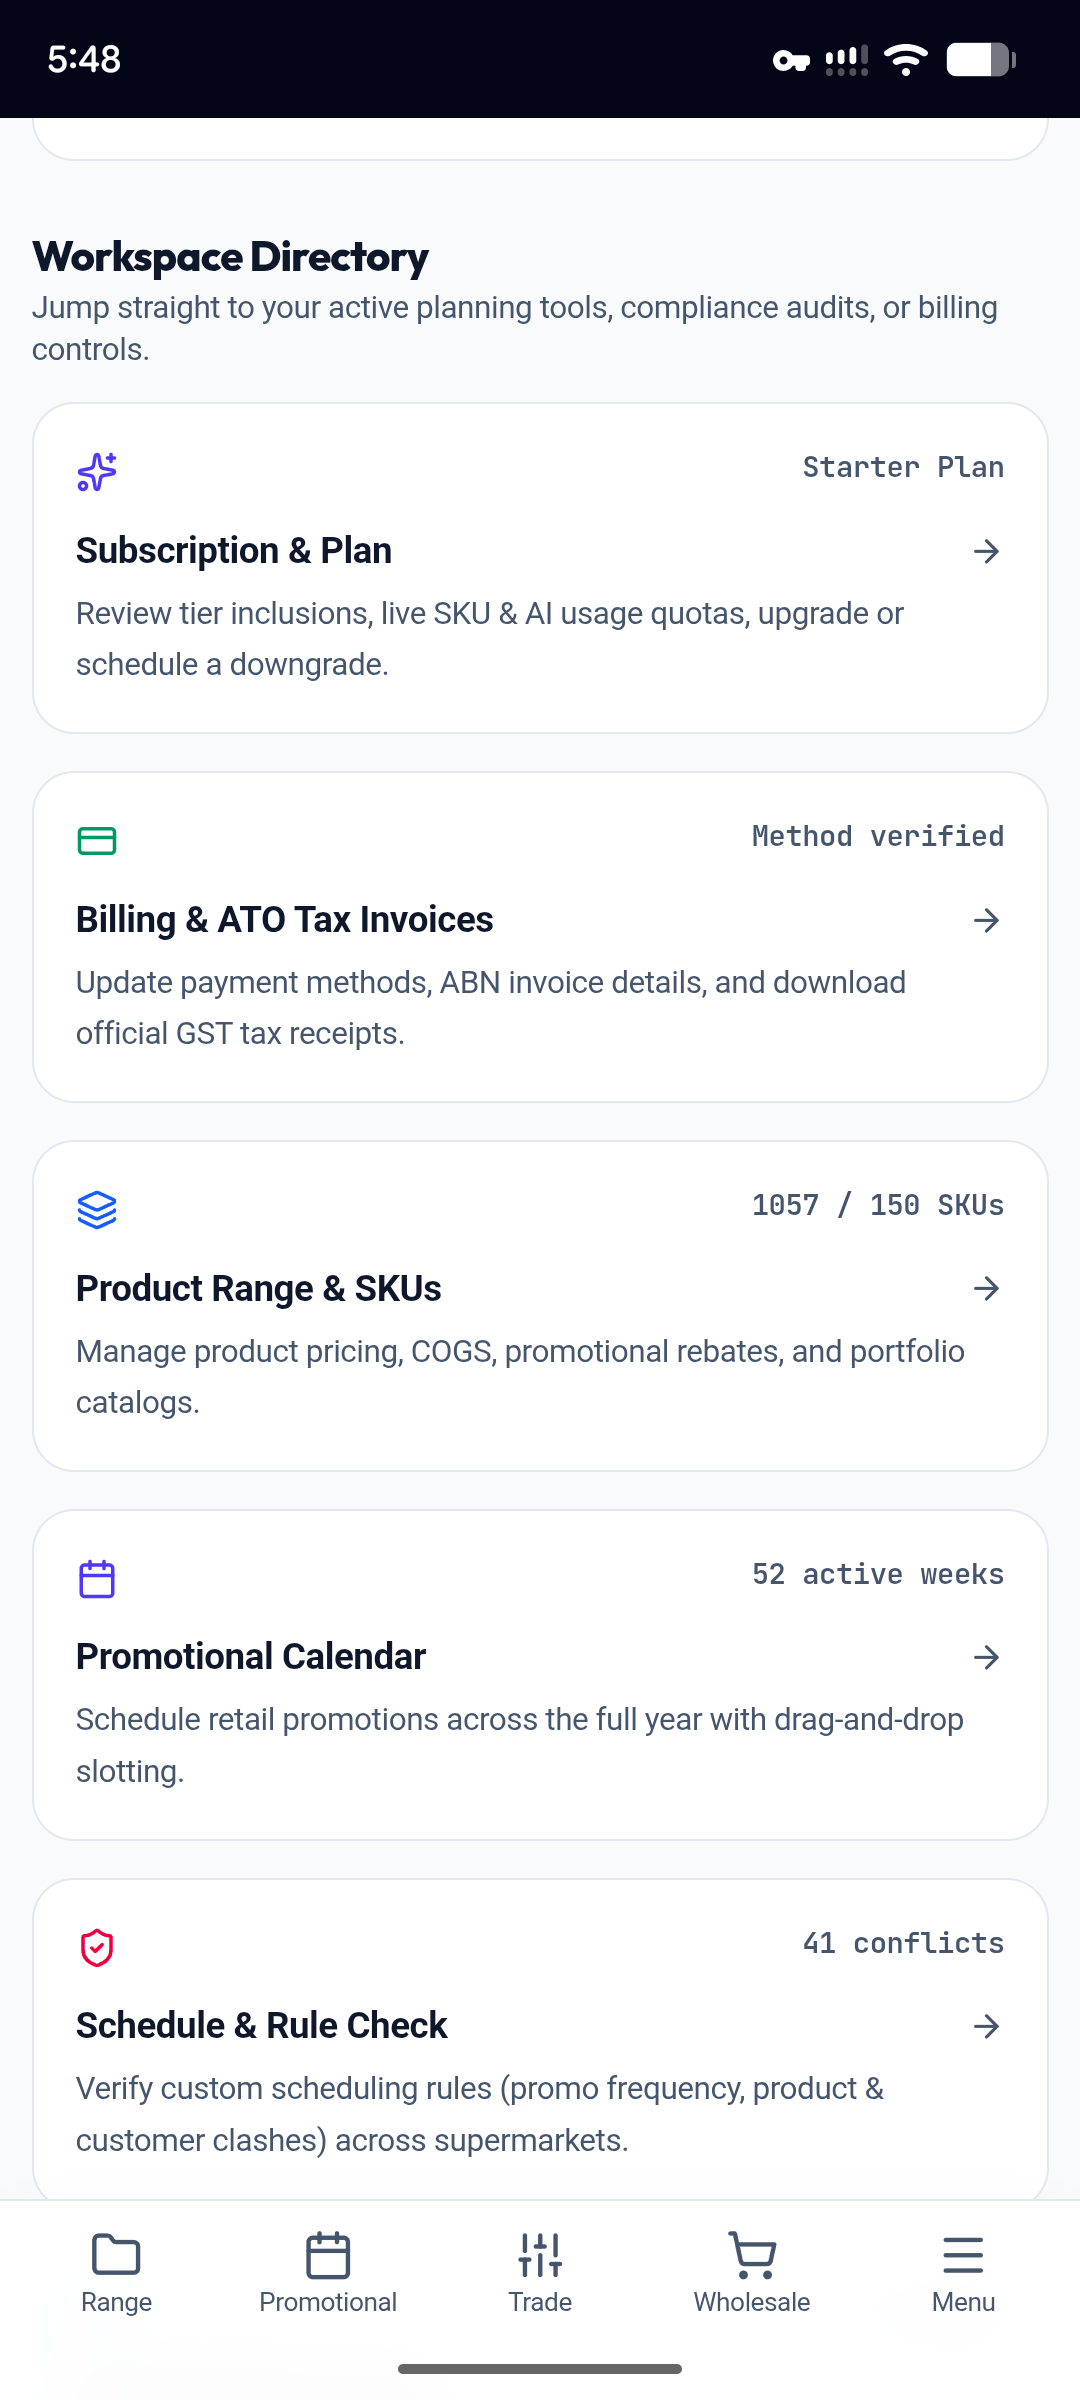 5:48
Workspace Directory
Jump straight to your active planning tools, compliance audits, or billing
controls.
Starter Plan
Subscription & Plan
Review tier inclusions, live SKU & AI usage quotas, upgrade or
schedule a downgrade.
Method verified
Billing & ATO Tax Invoices
Update payment methods, ABN invoice details, and download
official GST tax receipts.
1057 / 150 SKUs
Product Range & SKUs
Manage product pricing, COGS, promotional rebates, and portfolio
catalogs.
52 active weeks
Promotional Calendar
Schedule retail promotions across the full year with drag-and-drop
slotting.
41 conflicts
Schedule & Rule Check
Verify custom scheduling rules (promo frequency, product &
customer clashes) across supermarkets.
Range
Promotional
Trade
Wholesale
Menu